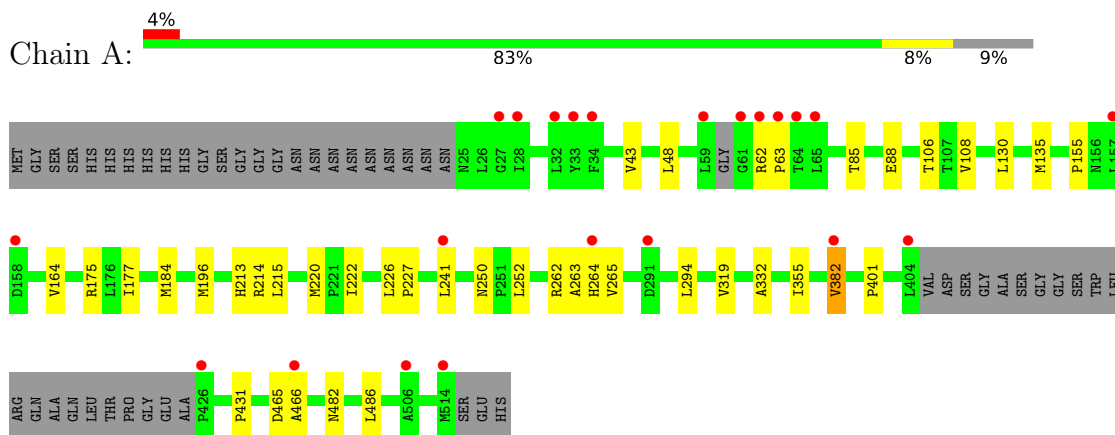 4%
Chain A:
83% 8% 9%
MET GLY SER SER HIS HIS HIS HIS HIS HIS GLY SER GLY GLY GLY ASN ASN ASN ASN ASN ASN ASN ASN ASN N25 L26 G27 I28 L32 Y33 F34 V43 L48 L59 GLY G61 R62 P63 T64 L65 T85 E88 T106 T107 V108 L130 M135 P155 N156 L157
D158 V164 R175 L176 I177 M184 M196 H213 R214 L215 M220 P221 I222 L226 P227 L241 N250 P251 L252 R262 A263 H264 V265 D291 L294 V319 A332 I355 V382 P401 L404 VAL ASP SER GLY ALA SER GLY GLY SER TRP LEU
ARG GLN ALA GLN LEU THR PRO GLY GLU ALA P426 P431 D465 A466 N482 L486 A506 M514 SER GLU HIS